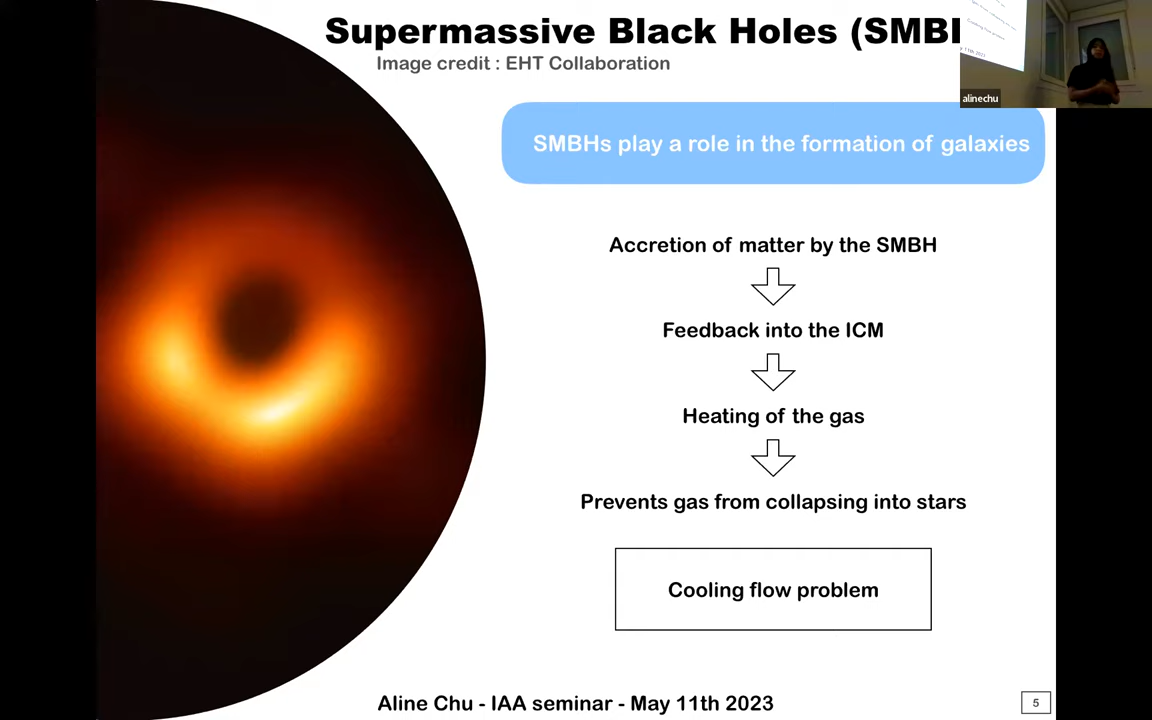 Supermassive Black Holes (SMB
Image credit : EHT Collaboration
alinechu
SMBHs play a role in the formation of galaxies
Accretion of matter by the SMBH
Feedback into the ICM
Heating of the gas
Prevents gas from collapsing into stars
Cooling flow problem
Aline Chu - IAA seminar - May 11th 2023
5